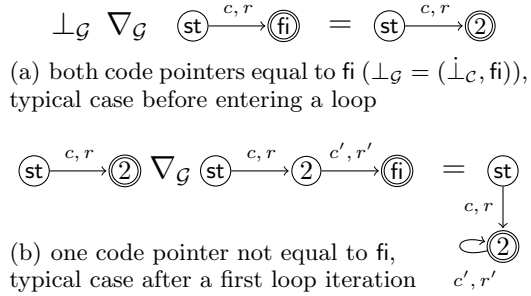 ⊥𝒢 ∇𝒢 st c, r fi = st c, r 2
(a) both code pointers equal to fi (⊥𝒢 = (⊥̇𝒞, fi)),
typical case before entering a loop
st c, r 2 ∇𝒢 st c, r 2 c′, r′ fi = st
c, r
2
(b) one code pointer not equal to fi,
typical case after a first loop iteration c′, r′